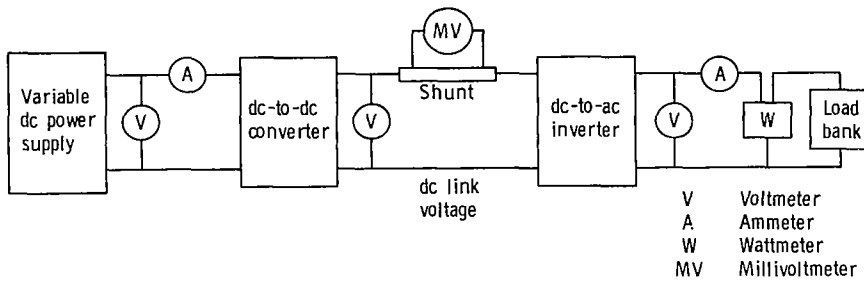 MV
A
A
Variable
dc power
supply
V
dc-to-dc
converter
V
Shunt
dc-to-ac
inverter
V
W
Load
bank
dc link
voltage
V Voltmeter
A Ammeter
W Wattmeter
MV Millivoltmeter